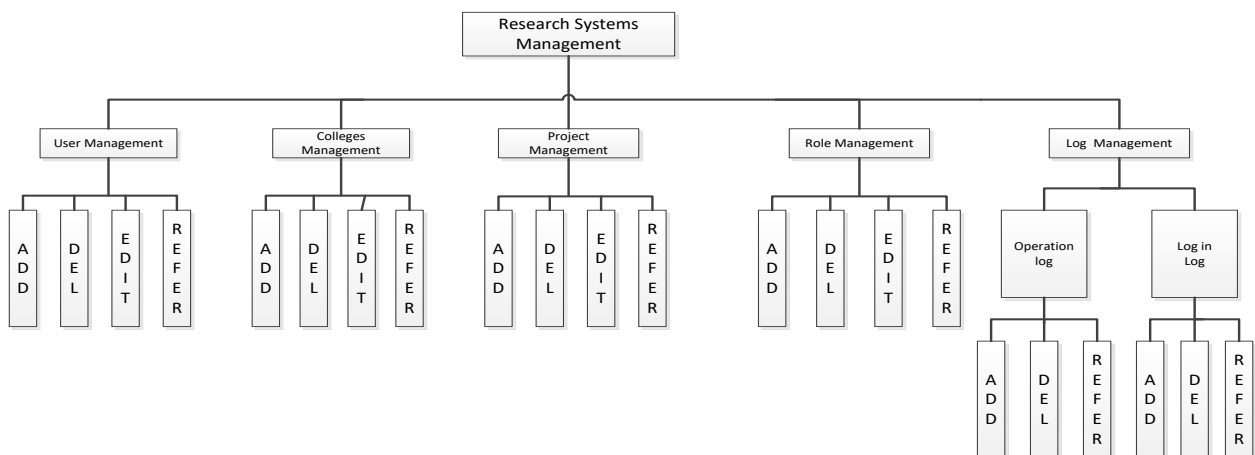 Research Systems
Management
User Management
Colleges
Management
Project
Management
Role Management
Log Management
ADD
DEL
EDIT
REFER
ADD
DEL
EDIT
REFER
ADD
DEL
EDIT
REFER
ADD
DEL
EDIT
REFER
Operation
log
Log in
Log
ADD
DEL
REFER
ADD
DEL
REFER